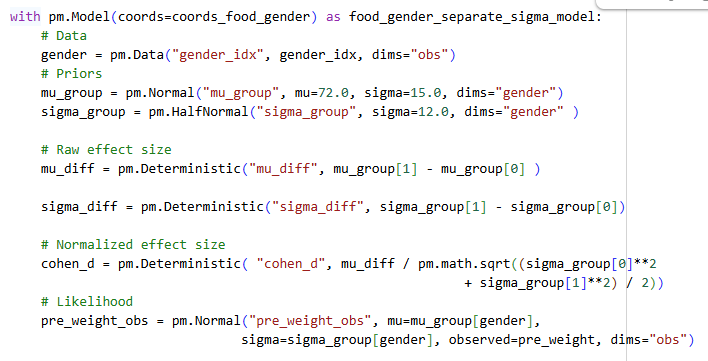 with pm.Model(coords=coords_food_gender) as food_gender_separate_sigma_model:
    # Data
    gender = pm.Data("gender_idx", gender_idx, dims="obs")
    # Priors
    mu_group = pm.Normal("mu_group", mu=72.0, sigma=15.0, dims="gender")
    sigma_group = pm.HalfNormal("sigma_group", sigma=12.0, dims="gender" )
    # Raw effect size
    mu_diff = pm.Deterministic("mu_diff", mu_group[1] - mu_group[0] )
    sigma_diff = pm.Deterministic("sigma_diff", sigma_group[1] - sigma_group[0])
    # Normalized effect size
    cohen_d = pm.Deterministic( "cohen_d", mu_diff / pm.math.sqrt((sigma_group[0]**2
                                                        + sigma_group[1]**2) / 2))
    # Likelihood
    pre_weight_obs = pm.Normal("pre_weight_obs", mu=mu_group[gender],
                          sigma=sigma_group[gender], observed=pre_weight, dims="obs")